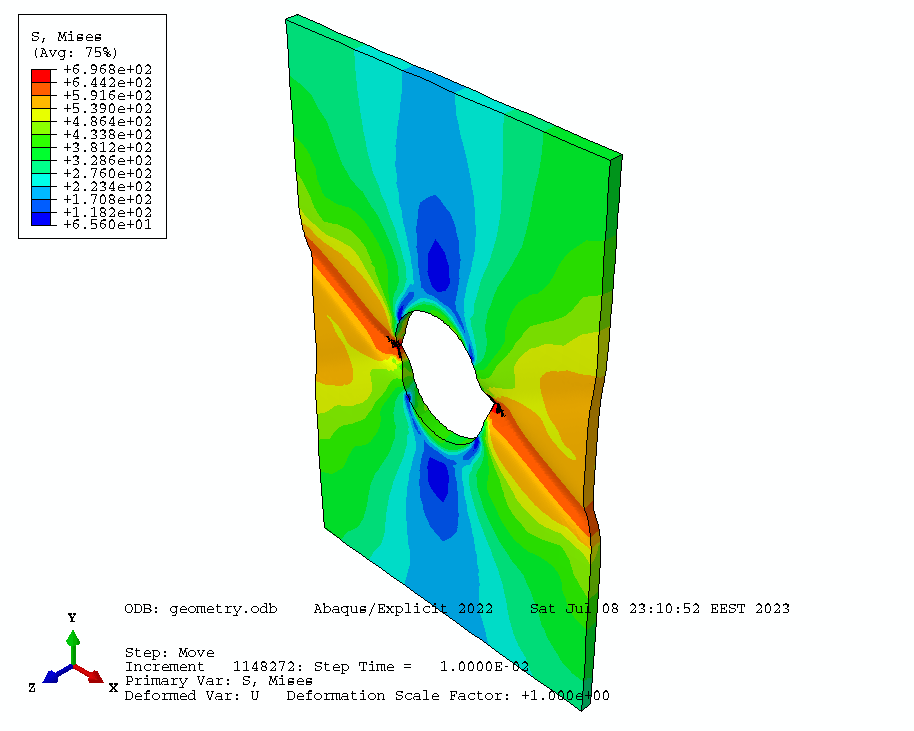 S, Mises
(Avg: 75%)
+6.968e+02
+6.442e+02
+5.916e+02
+5.390e+02
+4.864e+02
+4.338e+02
+3.812e+02
+3.286e+02
+2.760e+02
+2.234e+02
+1.708e+02
+1.182e+02
+6.560e+01
ODB: geometry.odb Abaqus/Explicit 2022 Sat Jul 08 23:10:52 EEST 2023
Y
Z
X
Step: Move
Increment 1148272: Step Time = 1.0000E-02
Primary Var: S, Mises
Deformed Var: U Deformation Scale Factor: +1.000e+00